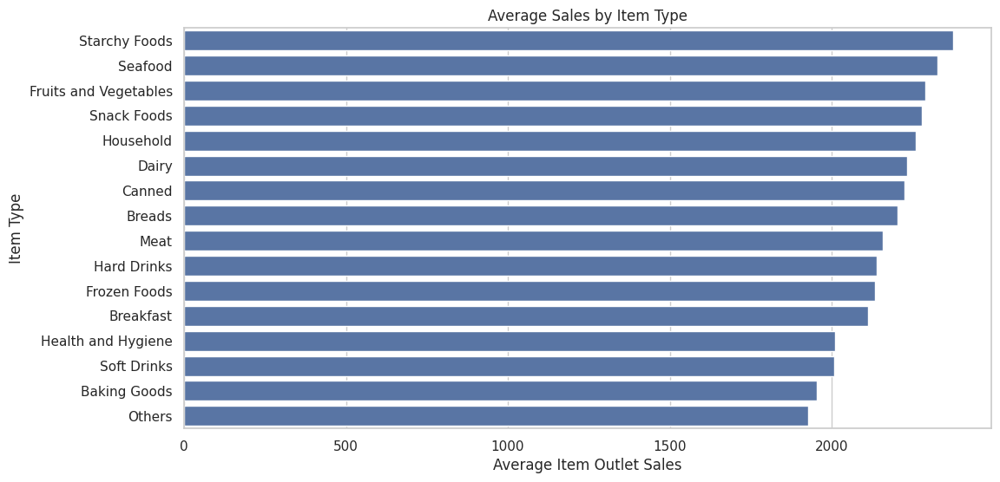 Average Sales by Item Type
Starchy Foods
Seafood
Fruits and Vegetables
Snack Foods
Household
Dairy
Canned
Breads
Meat
Hard Drinks
Frozen Foods
Breakfast
Health and Hygiene
Soft Drinks
Baking Goods
Others
Item Type
0 500 1000 1500 2000
Average Item Outlet Sales